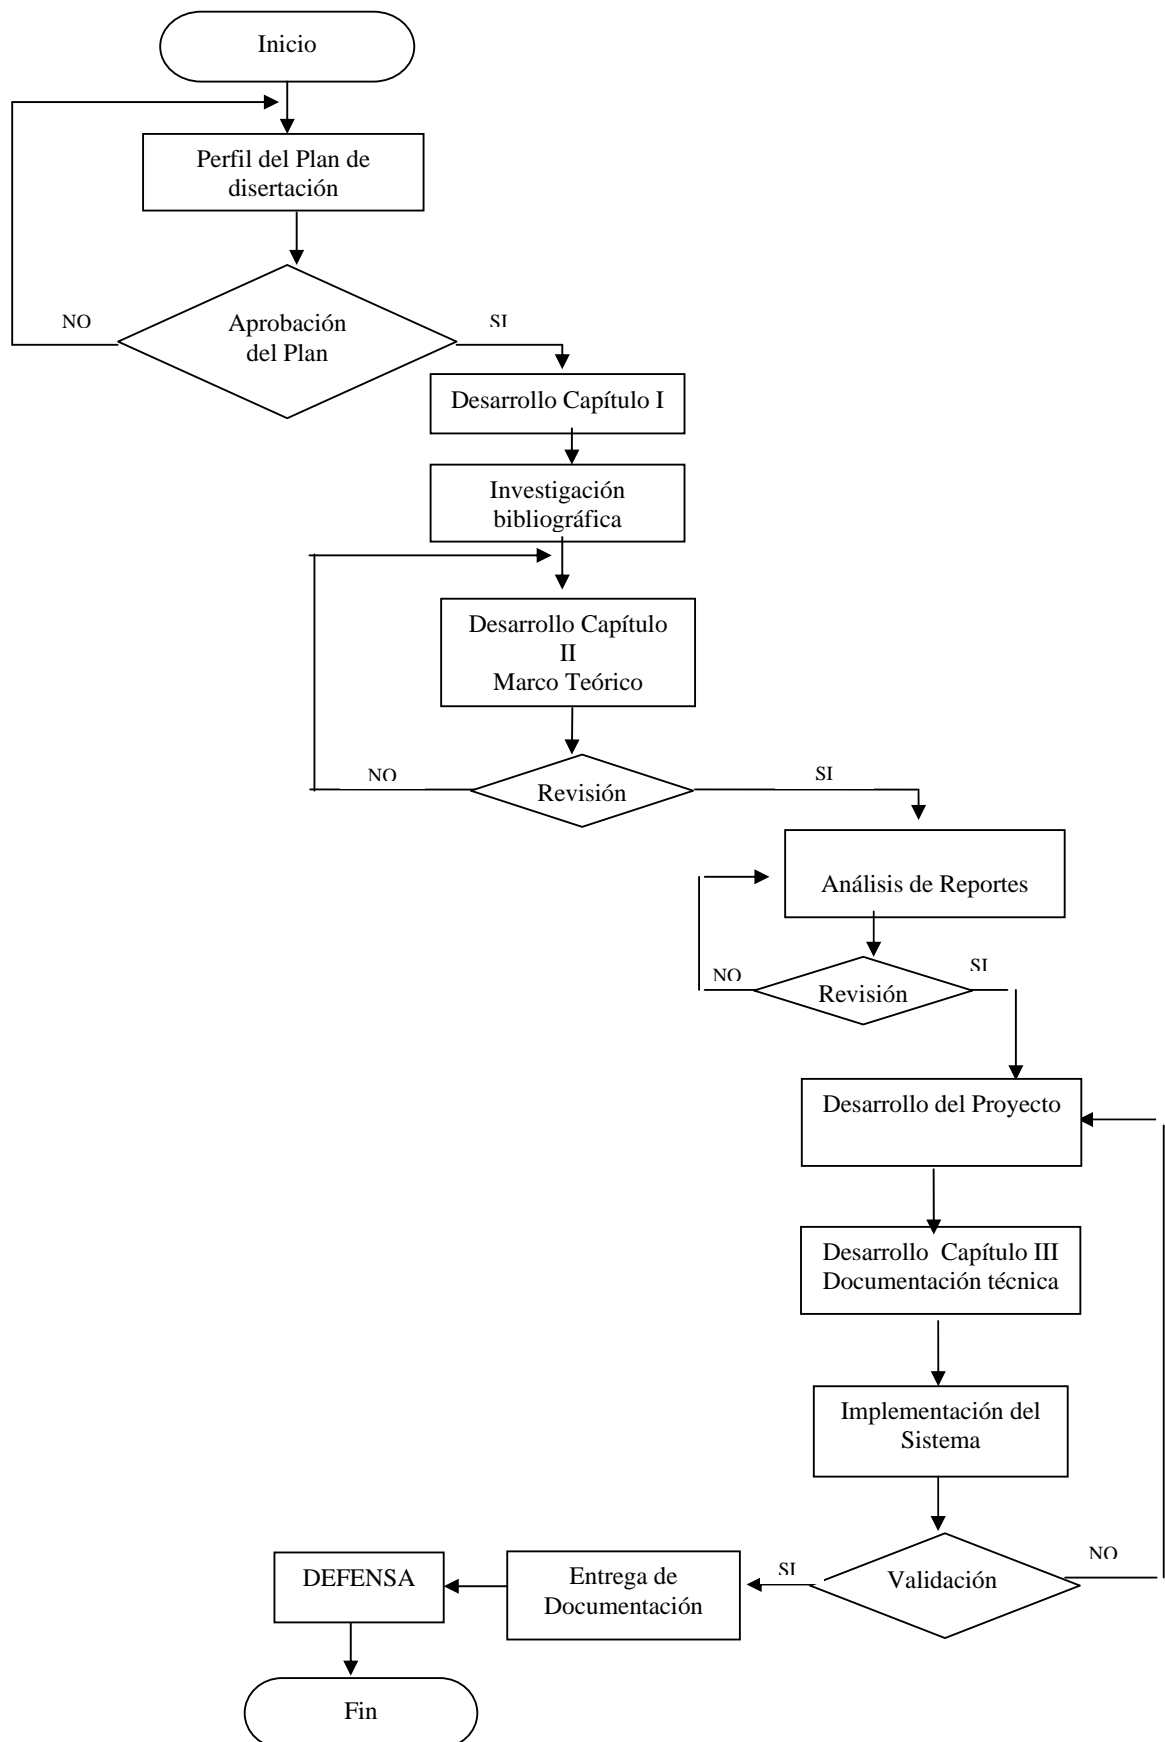 Inicio
Perfil del Plan de
disertación
NO
Aprobación
del Plan
SI
Desarrollo Capítulo I
Investigación
bibliográfica
Desarrollo Capítulo
II
Marco Teórico
NO
Revisión
SI
Análisis de Reportes
NO
Revisión
SI
Desarrollo del Proyecto
Desarrollo Capítulo III
Documentación técnica
Implementación del
Sistema
DEFENSA
Entrega de
Documentación
SI
Validación
NO
Fin